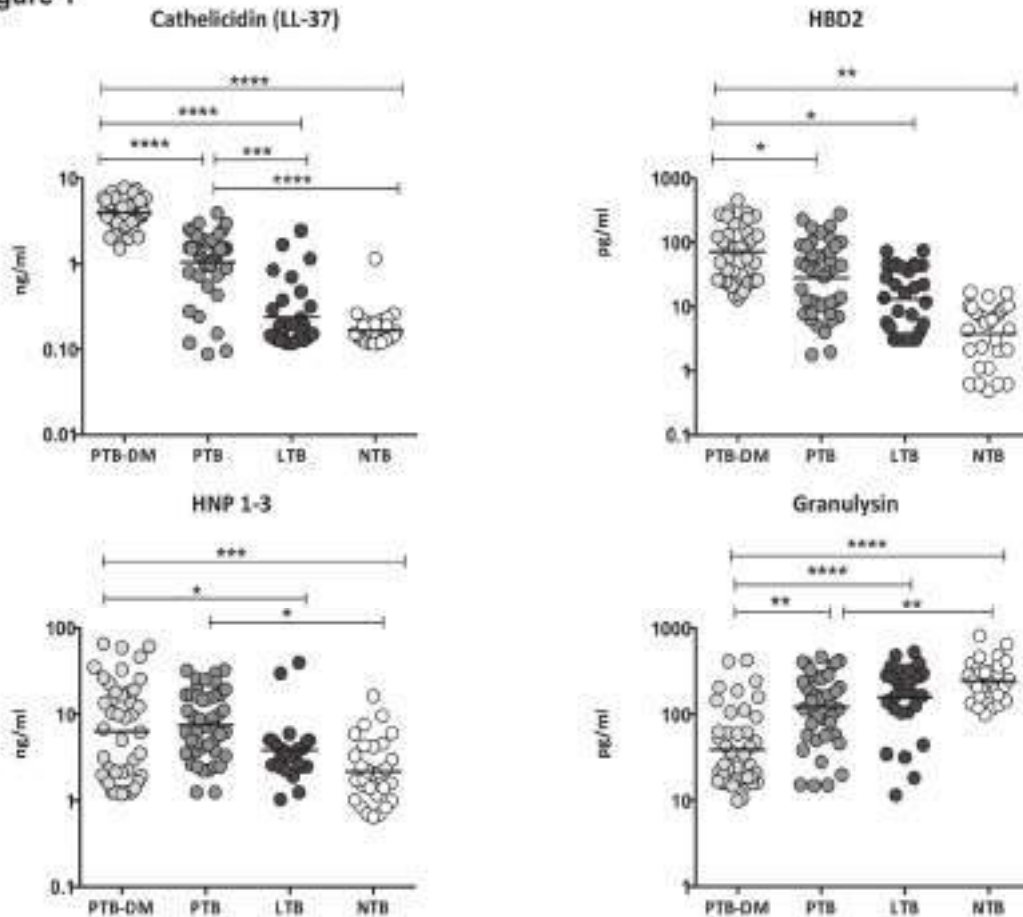 Cathelicidin (LL-37)
****
****
****
***
****
10
1
0.10
0.01
ng/ml
PTB-DM PTB LTB NTB
HBD2
**
*
*
1000
100
10
1
0.1
pg/ml
PTB-DM PTB LTB NTB
HNP 1-3
***
*
*
100
10
1
0.1
ng/ml
PTB-DM PTB LTB NTB
Granulysin
****
****
**
**
1000
100
10
1
pg/ml
PTB-DM PTB LTB NTB